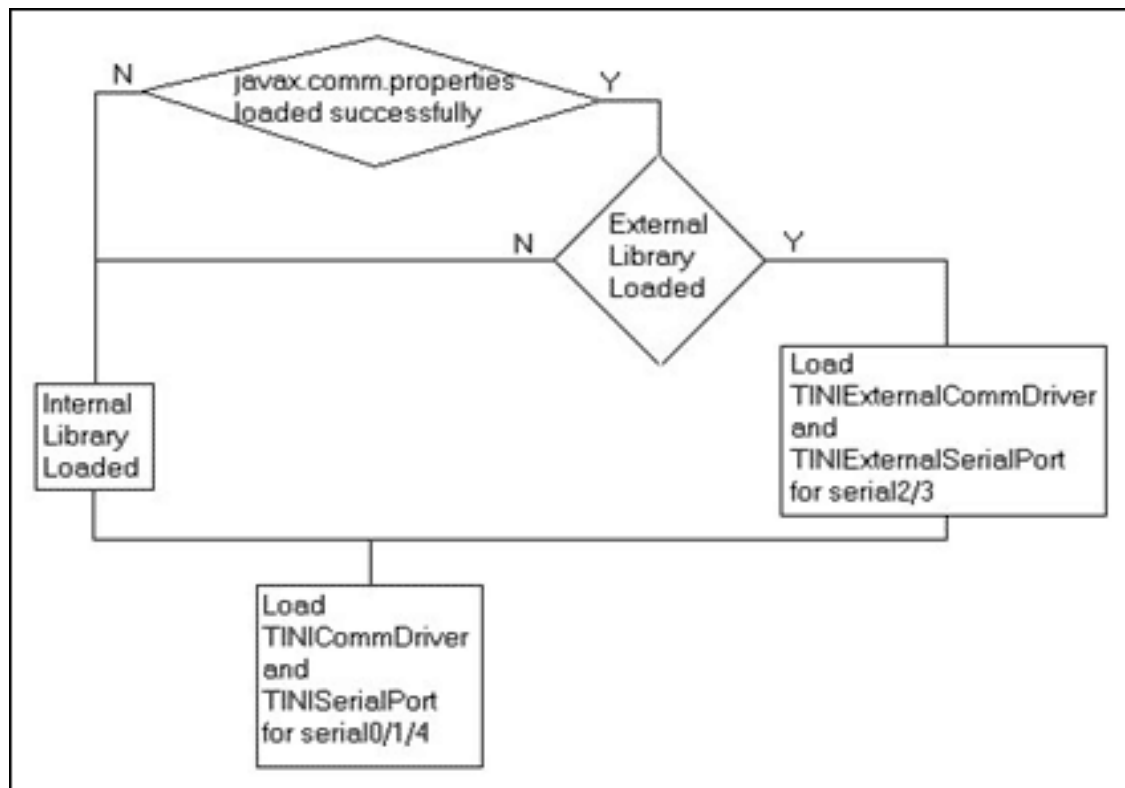 N
javax.comm.properties
loaded successfully
Y
External
Library
Loaded
N
Y
Internal
Library
Loaded
Load
TINIExternalCommDriver
and
TINIExternalSerialPort
for serial2/3
Load
TINICommDriver
and
TINISerialPort
for serial0/1/4